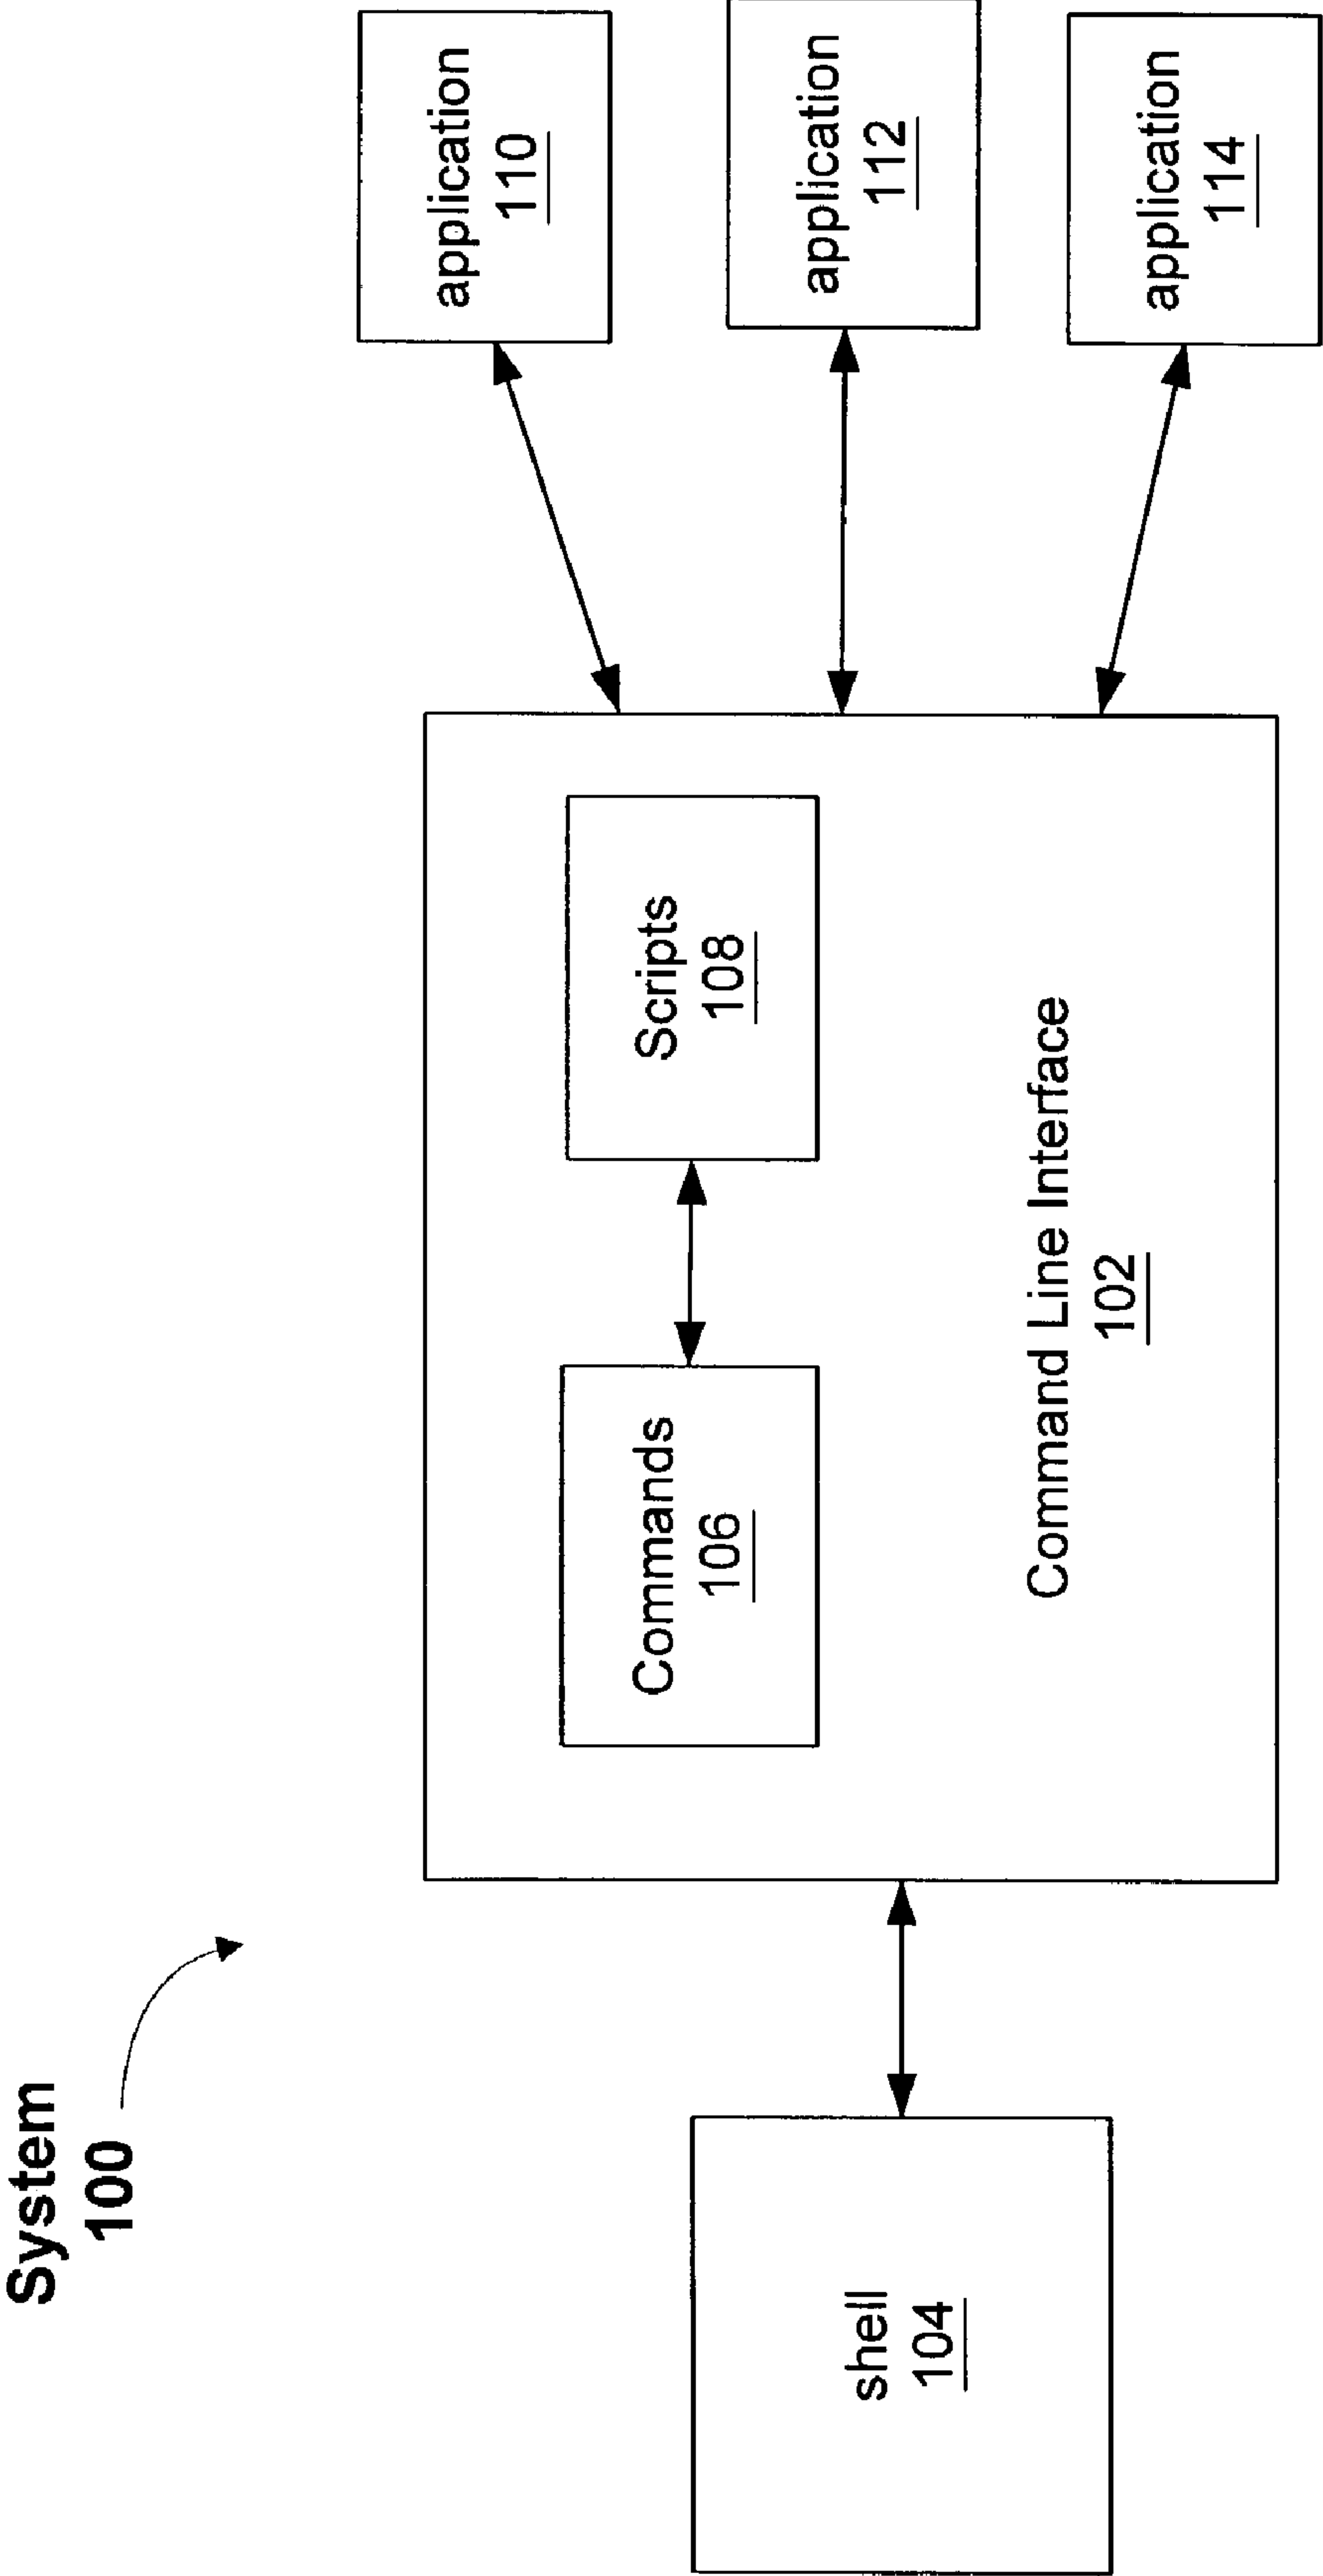 System
100
shell
104
Commands
106
Scripts
108
Command Line Interface
102
application
110
application
112
application
114